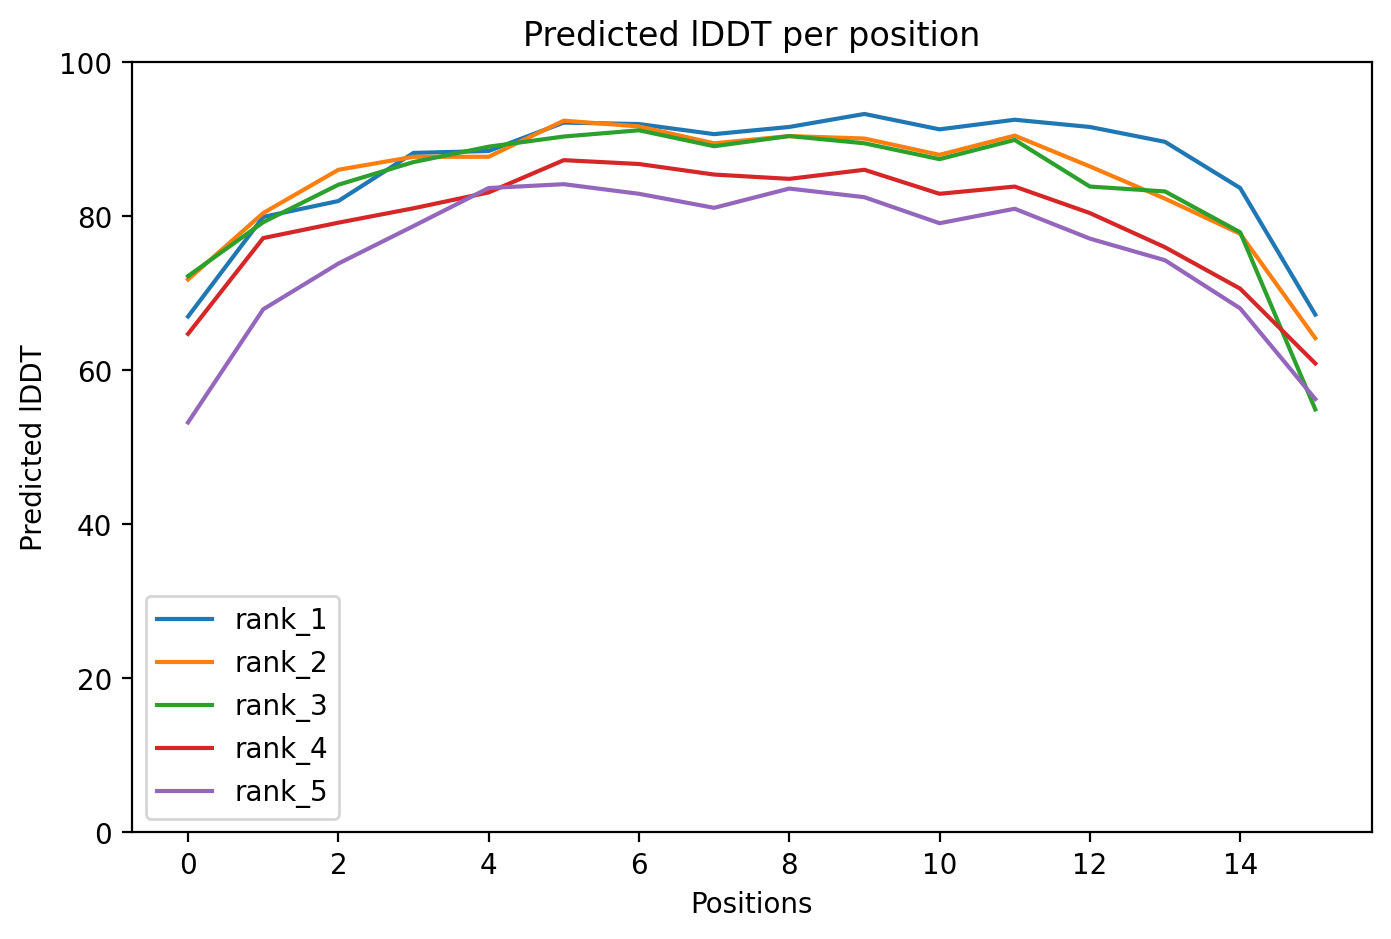 Predicted lDDT per position
100
80
60
40
20
0
Predicted lDDT
rank_1
rank_2
rank_3
rank_4
rank_5
0 2 4 6 8 10 12 14
Positions